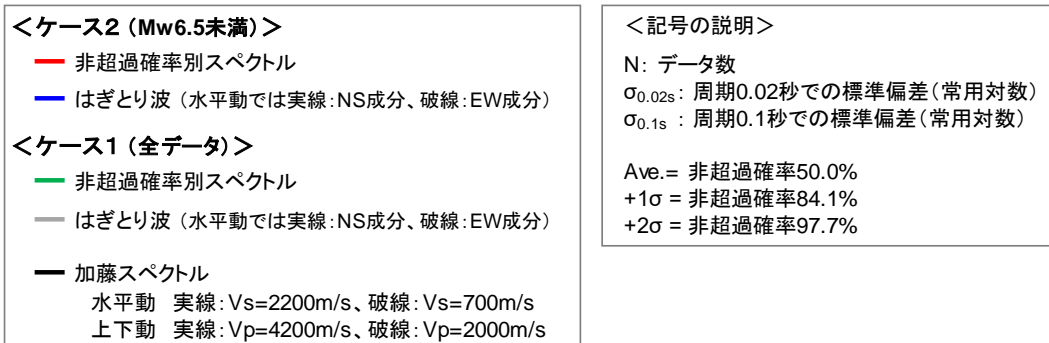 ＜ケース2（Mw6.5未満）＞
非超過確率別スペクトル
はぎとり波（水平動では実線：NS成分、破線：EW成分）
＜ケース1（全データ）＞
非超過確率別スペクトル
はぎとり波（水平動では実線：NS成分、破線：EW成分）
加藤スペクトル
水平動　実線：Vs=2200m/s、破線：Vs=700m/s
上下動　実線：Vp=4200m/s、破線：Vp=2000m/s
＜記号の説明＞
N： データ数
σ0.02s： 周期0.02秒での標準偏差（常用対数）
σ0.1s ： 周期0.1秒での標準偏差（常用対数）
Ave.= 非超過確率50.0%
+1σ = 非超過確率84.1%
+2σ = 非超過確率97.7%